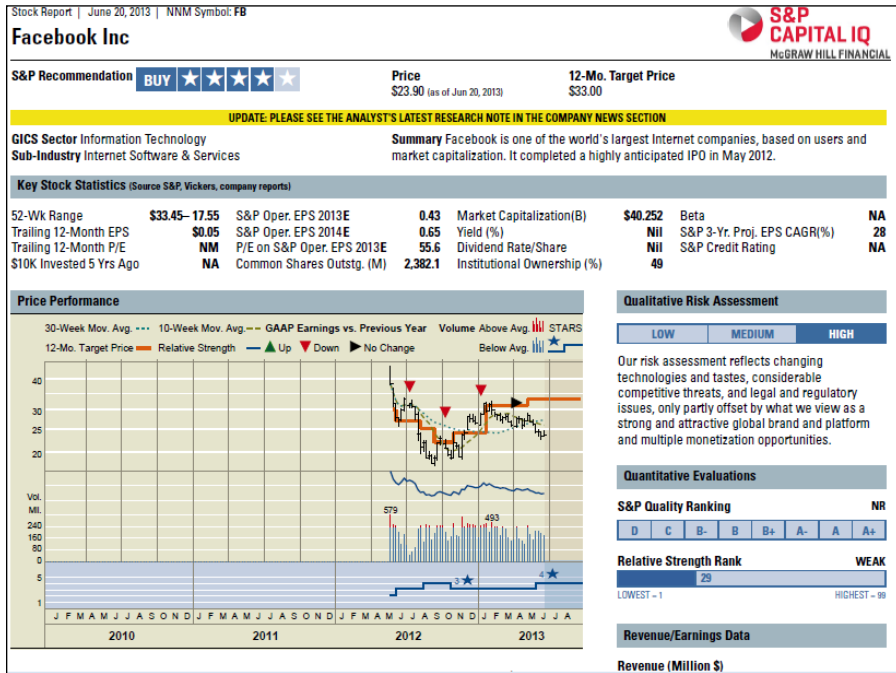 Stock Report | June 20, 2013 | NNM Symbol: FB
Facebook Inc
S&P
CAPITAL IQ
McGRAW HILL FINANCIAL
S&P Recommendation BUY
Price
$23.90 (as of Jun 20, 2013)
12-Mo. Target Price
$33.00
UPDATE: PLEASE SEE THE ANALYST'S LATEST RESEARCH NOTE IN THE COMPANY NEWS SECTION
GICS Sector Information Technology
Sub-Industry Internet Software & Services
Summary Facebook is one of the world's largest Internet companies, based on users and
market capitalization. It completed a highly anticipated IPO in May 2012.
Key Stock Statistics (Source S&P, Vickers, company reports)
52-Wk Range $33.45– 17.55 S&P Oper. EPS 2013E 0.43 Market Capitalization(B) $40.252 Beta NA
Trailing 12-Month EPS $0.05 S&P Oper. EPS 2014E 0.65 Yield (%) Nil S&P 3-Yr. Proj. EPS CAGR(%) 28
Trailing 12-Month P/E NM P/E on S&P Oper. EPS 2013E 55.6 Dividend Rate/Share Nil S&P Credit Rating NA
$10K Invested 5 Yrs Ago NA Common Shares Outstg. (M) 2,382.1 Institutional Ownership (%) 49
Price Performance
30-Week Mov. Avg. 10-Week Mov. Avg. GAAP Earnings vs. Previous Year Volume Above Avg. STARS
12-Mo. Target Price Relative Strength Up Down No Change Below Avg.
40
30
25
20
Vol.
Mil.
240
160
80
0
579
493
5
1
3
4
J F M A M J J A S O N D J F M A M J J A S O N D J F M A M J J A S O N D J F M A M J J A
2010 2011 2012 2013
Qualitative Risk Assessment
LOW MEDIUM HIGH
Our risk assessment reflects changing
technologies and tastes, considerable
competitive threats, and legal and regulatory
issues, only partly offset by what we view as a
strong and attractive global brand and platform
and multiple monetization opportunities.
Quantitative Evaluations
S&P Quality Ranking NR
D C B- B B+ A- A A+
Relative Strength Rank WEAK
29
LOWEST = 1 HIGHEST = 99
Revenue/Earnings Data
Revenue (Million $)